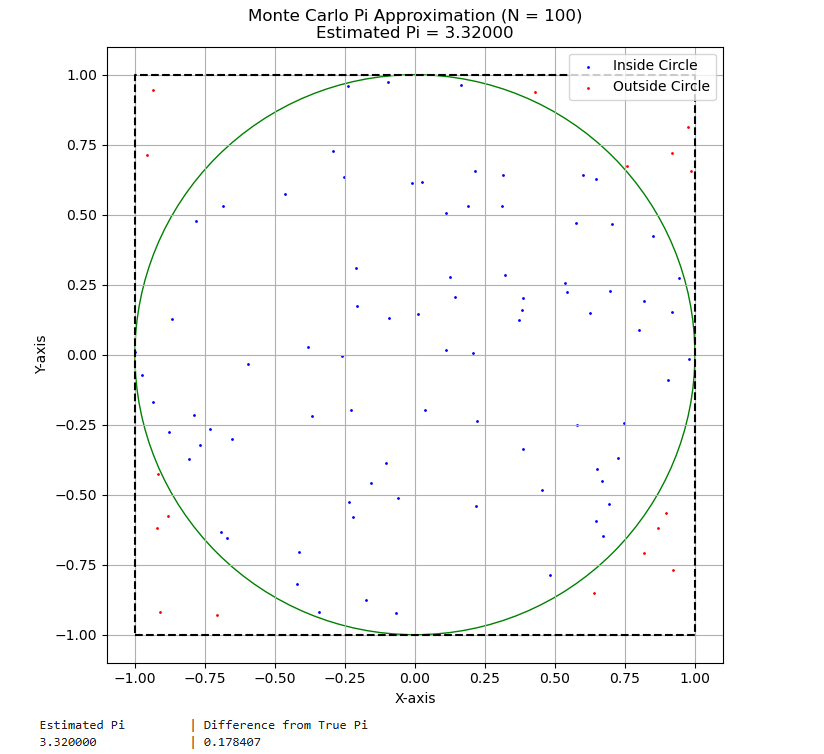 Monte Carlo Pi Approximation (N = 100)
Estimated Pi = 3.32000
Inside Circle
Outside Circle
1.00
0.75
0.50
0.25
0.00
−0.25
−0.50
−0.75
−1.00
Y-axis
−1.00 −0.75 −0.50 −0.25 0.00 0.25 0.50 0.75 1.00
X-axis
Estimated Pi | Difference from True Pi
3.320000 | 0.178407